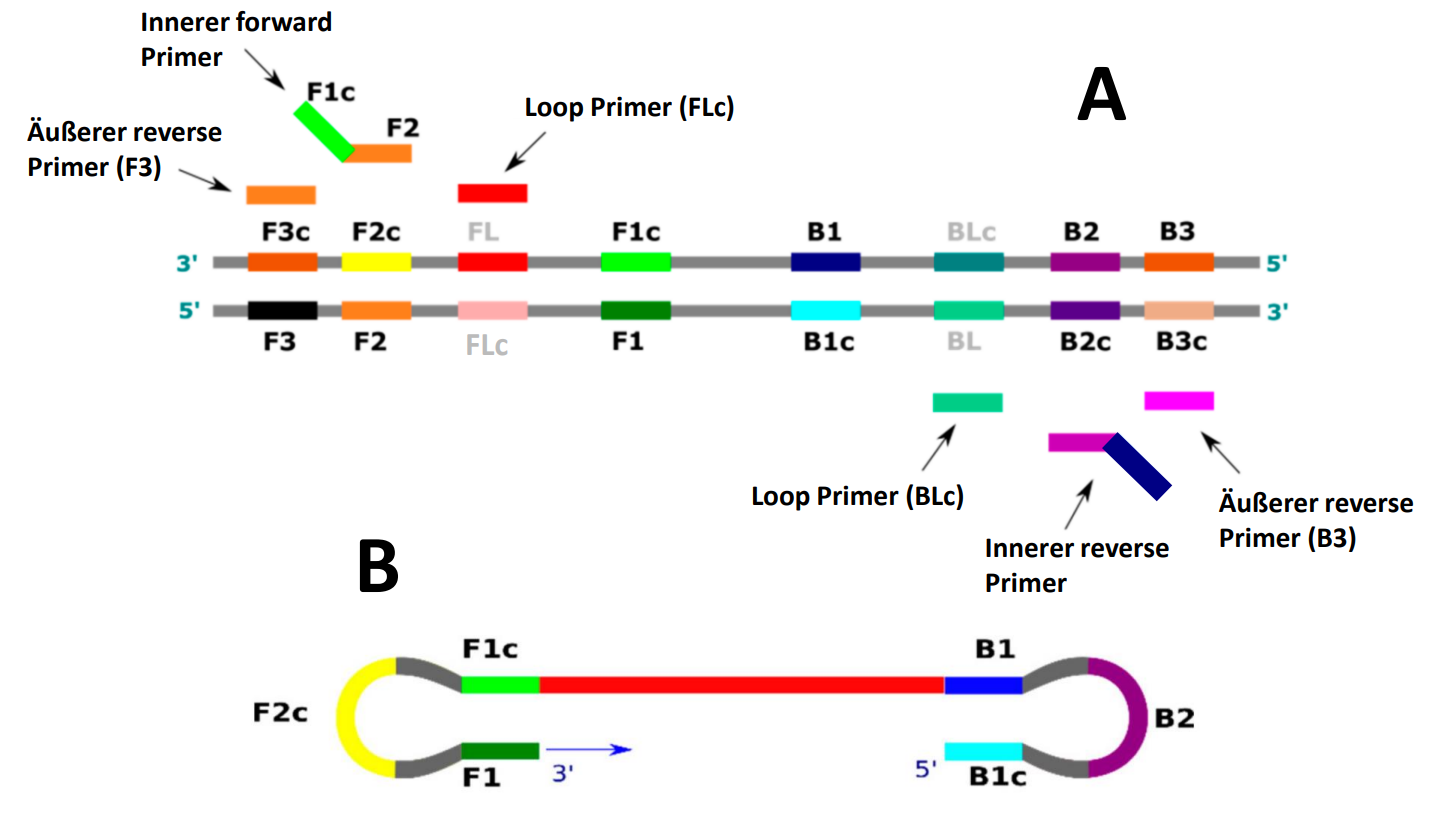 Innerer forward
Primer
F1c
F2
Äußerer reverse
Primer (F3)
Loop Primer (FLc)
A
F3c F2c FL F1c B1 BLc B2 B3
3' 5'
5' 3'
F3 F2 FLc F1 B1c BL B2c B3c
Loop Primer (BLc)
Innerer reverse
Primer
Äußerer reverse
Primer (B3)
B
F1c B1
F2c B2
F1 3' 5' B1c